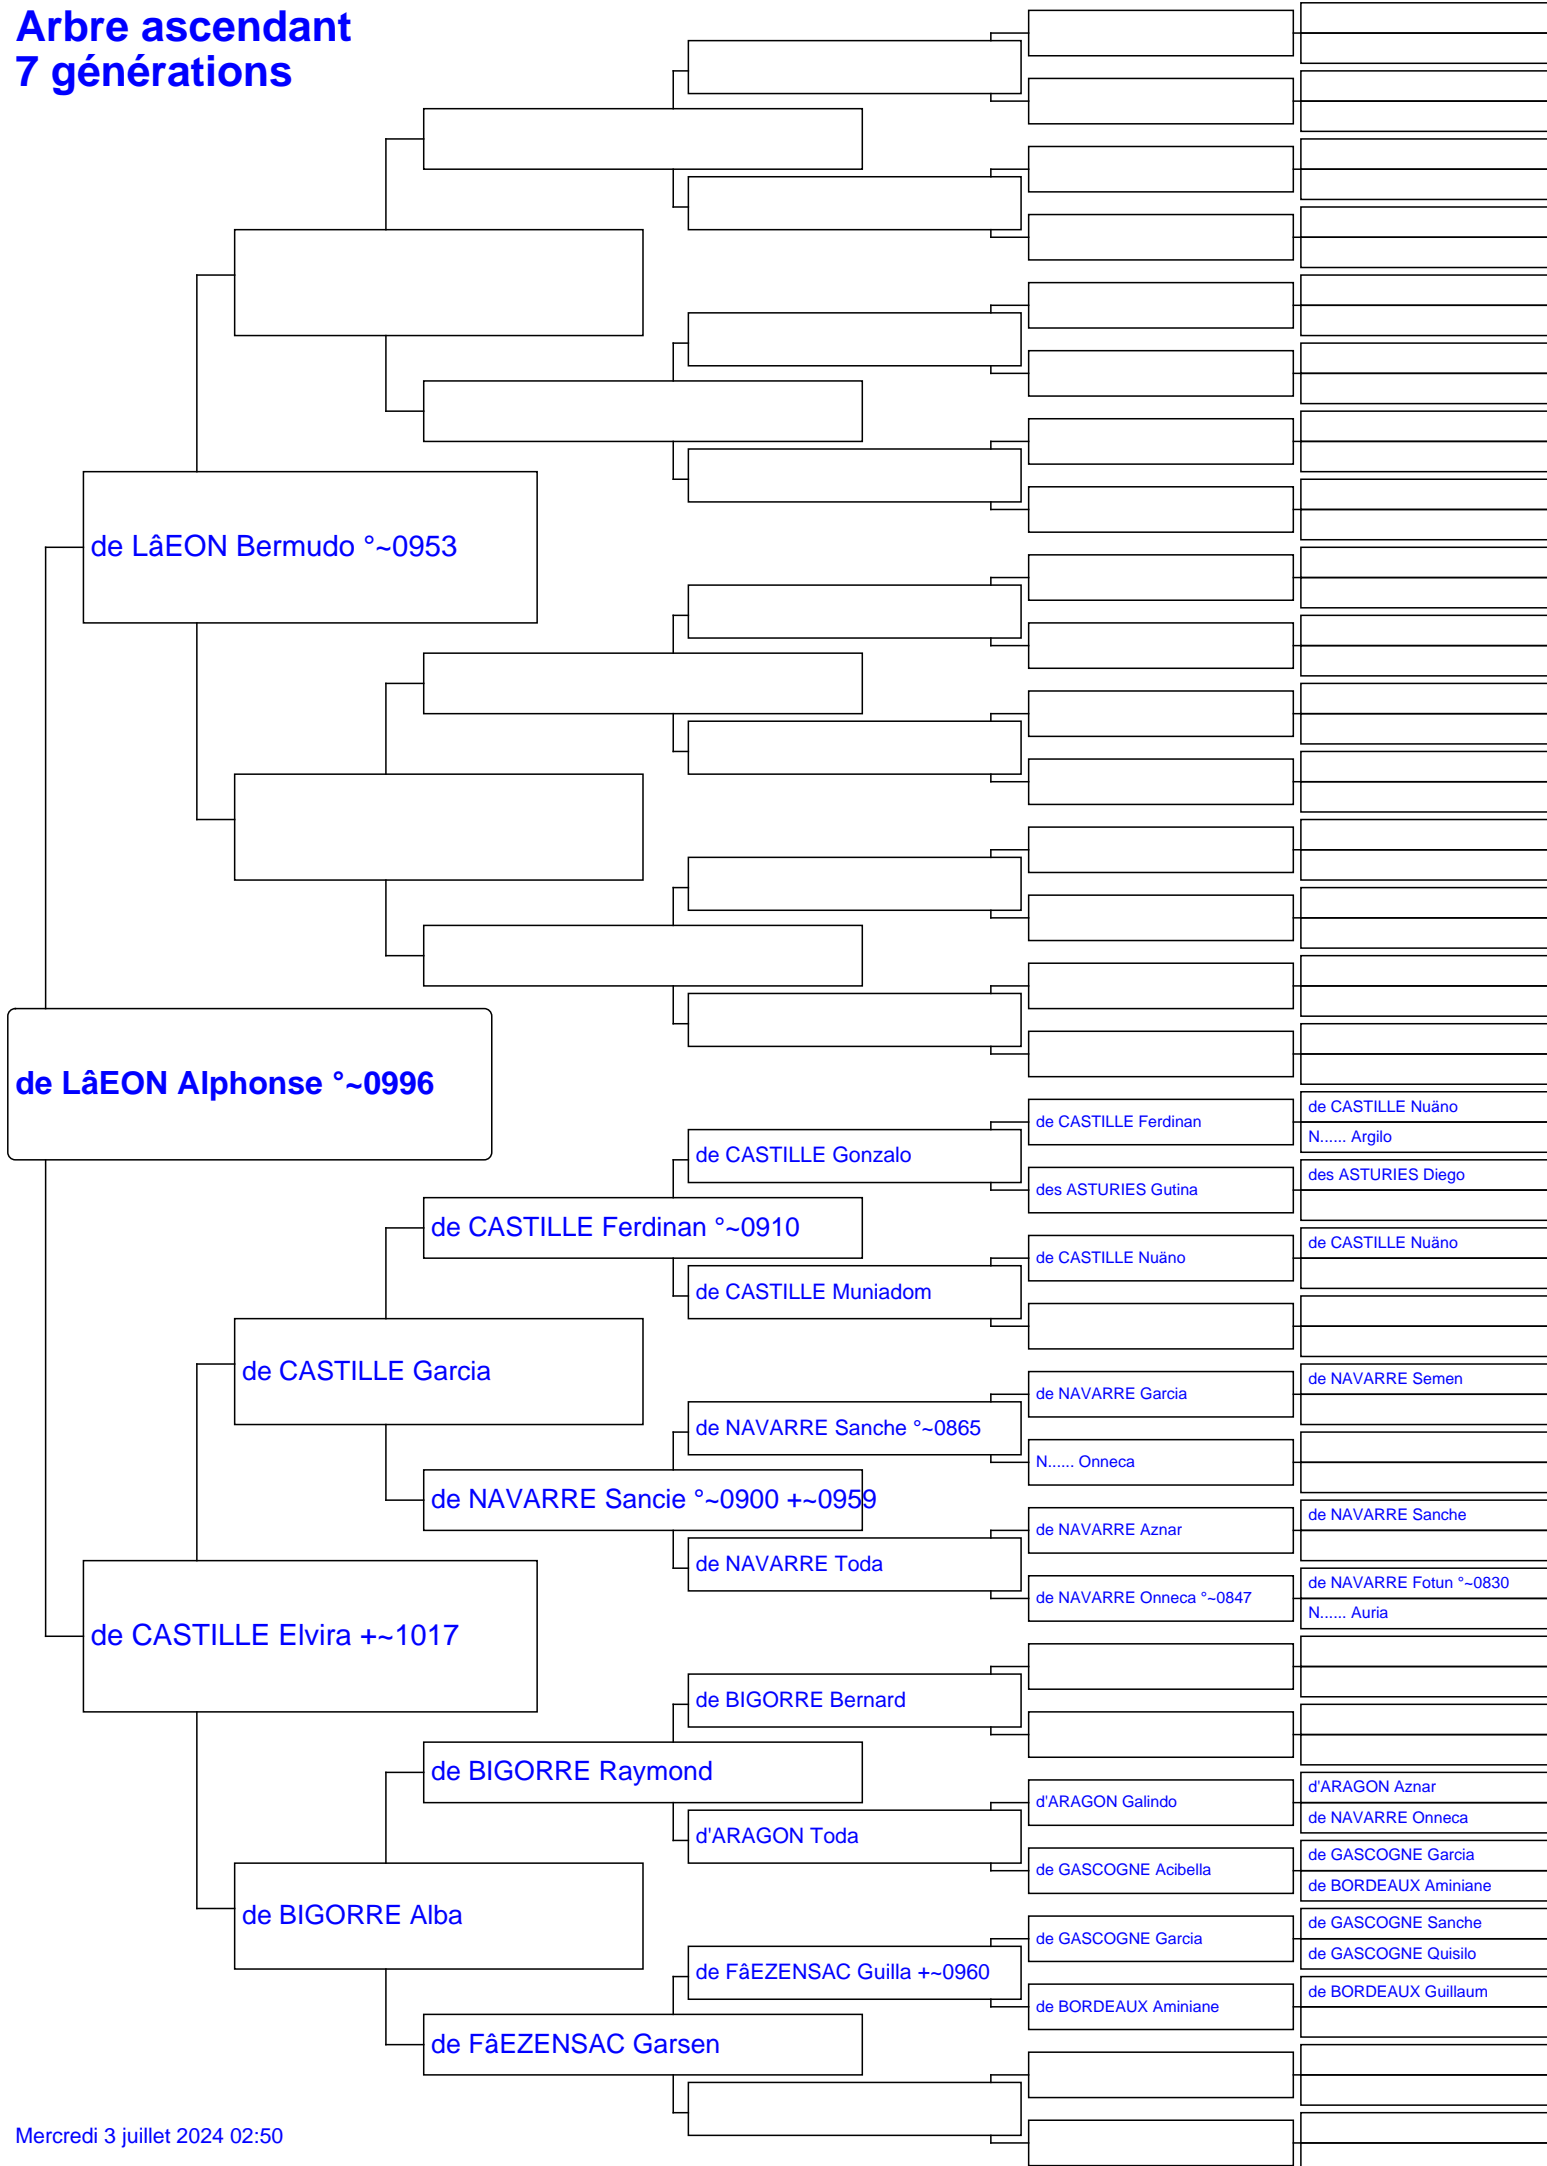 Arbre ascendant
7 générations
de LâEON Bermudo °~0953
de LâEON Alphonse °~0996
de CASTILLE Nuäno
de CASTILLE Ferdinan
N...... Argilo
de CASTILLE Gonzalo
des ASTURIES Diego
des ASTURIES Gutina
de CASTILLE Ferdinan °~0910
de CASTILLE Nuäno
de CASTILLE Nuäno
de CASTILLE Muniadom
de CASTILLE Garcia
de NAVARRE Semen
de NAVARRE Garcia
de NAVARRE Sanche °~0865
N...... Onneca
de NAVARRE Sancie °~0900 +~0959
de NAVARRE Sanche
de NAVARRE Aznar
de NAVARRE Toda
de NAVARRE Fotun °~0830
de NAVARRE Onneca °~0847
N...... Auria
de CASTILLE Elvira +~1017
de BIGORRE Bernard
de BIGORRE Raymond
d'ARAGON Aznar
d'ARAGON Galindo
de NAVARRE Onneca
d'ARAGON Toda
de GASCOGNE Garcia
de GASCOGNE Acibella
de BORDEAUX Aminiane
de BIGORRE Alba
de GASCOGNE Sanche
de GASCOGNE Garcia
de GASCOGNE Quisilo
de FâEZENSAC Guilla +~0960
de BORDEAUX Guillaum
de BORDEAUX Aminiane
de FâEZENSAC Garsen
Mercredi 3 juillet 2024 02:50